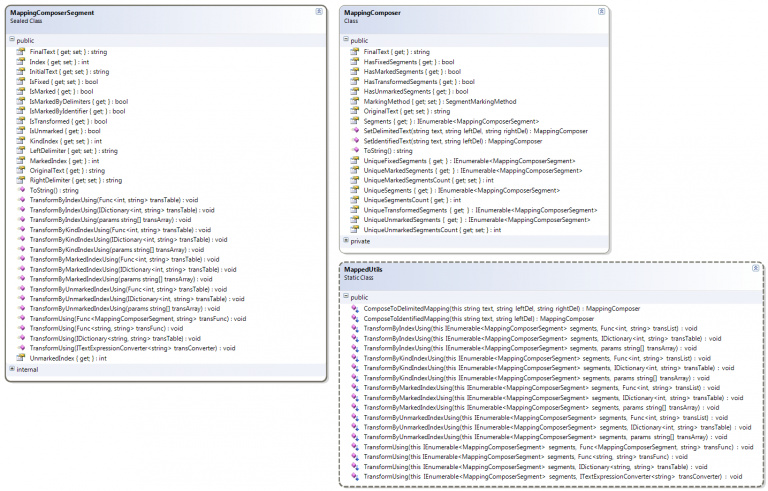 MappingComposerSegment
Sealed Class
public
FinalText { get; set; } : string
Index { get; set; } : int
InitialText { get; set; } : string
IsFixed { get; set; } : bool
IsMarked { get; } : bool
IsMarkedByDelimiters { get; } : bool
IsMarkedByIdentifier { get; } : bool
IsTransformed { get; } : bool
IsUnmarked { get; } : bool
KindIndex { get; } : int
LeftDelimiter { get; set; } : string
MarkedIndex { get; } : int
OriginalText { get; } : string
RightDelimiter { get; set; } : string
ToString() : string
TransformByIndexUsing(Func<int, string> transTable) : void
TransformByIndexUsing(IDictionary<int, string> transTable) : void
TransformByIndexUsing(params string[] transArray) : void
TransformByKindIndexUsing(Func<int, string> transTable) : void
TransformByKindIndexUsing(IDictionary<int, string> transTable) : void
TransformByKindIndexUsing(params string[] transArray) : void
TransformByMarkedIndexUsing(Func<int, string> transTable) : void
TransformByMarkedIndexUsing(IDictionary<int, string> transTable) : void
TransformByMarkedIndexUsing(params string[] transArray) : void
TransformByUnmarkedIndexUsing(Func<int, string> transTable) : void
TransformByUnmarkedIndexUsing(IDictionary<int, string> transTable) : void
TransformByUnmarkedIndexUsing(params string[] transArray) : void
TransformUsing(Func<MappingComposerSegment, string> transFunc) : void
TransformUsing(Func<string, string> transFunc) : void
TransformUsing(IDictionary<string, string> transTable) : void
TransformUsing(ITextExpressionConverter<string> transConverter) : void
UnmarkedIndex { get; } : int
internal
MappingComposer
Class
public
FinalText { get; } : string
HasFixedSegments { get; } : bool
HasMarkedSegments { get; } : bool
HasTransformedSegments { get; } : bool
HasUnmarkedSegments { get; } : bool
MarkingMethod { get; set; } : SegmentMarkingMethod
OriginalText { get; set; } : string
Segments { get; } : IEnumerable<MappingComposerSegment>
SetDelimitedText(string text, string leftDel, string rightDel) : MappingComposer
SetIdentifiedText(string text, string leftDel) : MappingComposer
ToString() : string
UniqueFixedSegments { get; } : IEnumerable<MappingComposerSegment>
UniqueMarkedSegments { get; } : IEnumerable<MappingComposerSegment>
UniqueMarkedSegmentsCount { get; set; } : int
UniqueSegments { get; } : IEnumerable<MappingComposerSegment>
UniqueSegmentsCount { get; } : int
UniqueTransformedSegments { get; } : IEnumerable<MappingComposerSegment>
UniqueUnmarkedSegments { get; } : IEnumerable<MappingComposerSegment>
UniqueUnmarkedSegmentsCount { get; set; } : int
private
MappedUtils
Static Class
public
ComposeToDelimitedMapping(this string text, string leftDel, string rightDel) : MappingComposer
ComposeToIdentifiedMapping(this string text, string leftDel) : MappingComposer
TransformByIndexUsing(this IEnumerable<MappingComposerSegment> segments, Func<int, string> transList) : void
TransformByIndexUsing(this IEnumerable<MappingComposerSegment> segments, IDictionary<int, string> transTable) : void
TransformByIndexUsing(this IEnumerable<MappingComposerSegment> segments, params string[] transArray) : void
TransformByKindIndexUsing(this IEnumerable<MappingComposerSegment> segments, Func<int, string> transList) : void
TransformByKindIndexUsing(this IEnumerable<MappingComposerSegment> segments, IDictionary<int, string> transTable) : void
TransformByKindIndexUsing(this IEnumerable<MappingComposerSegment> segments, params string[] transArray) : void
TransformByMarkedIndexUsing(this IEnumerable<MappingComposerSegment> segments, Func<int, string> transList) : void
TransformByMarkedIndexUsing(this IEnumerable<MappingComposerSegment> segments, IDictionary<int, string> transTable) : void
TransformByMarkedIndexUsing(this IEnumerable<MappingComposerSegment> segments, params string[] transArray) : void
TransformByUnmarkedIndexUsing(this IEnumerable<MappingComposerSegment> segments, Func<int, string> transList) : void
TransformByUnmarkedIndexUsing(this IEnumerable<MappingComposerSegment> segments, IDictionary<int, string> transTable) : void
TransformByUnmarkedIndexUsing(this IEnumerable<MappingComposerSegment> segments, params string[] transArray) : void
TransformUsing(this IEnumerable<MappingComposerSegment> segments, Func<MappingComposerSegment, string> transFunc) : void
TransformUsing(this IEnumerable<MappingComposerSegment> segments, Func<string, string> transFunc) : void
TransformUsing(this IEnumerable<MappingComposerSegment> segments, IDictionary<string, string> transTable) : void
TransformUsing(this IEnumerable<MappingComposerSegment> segments, ITextExpressionConverter<string> transConverter) : void